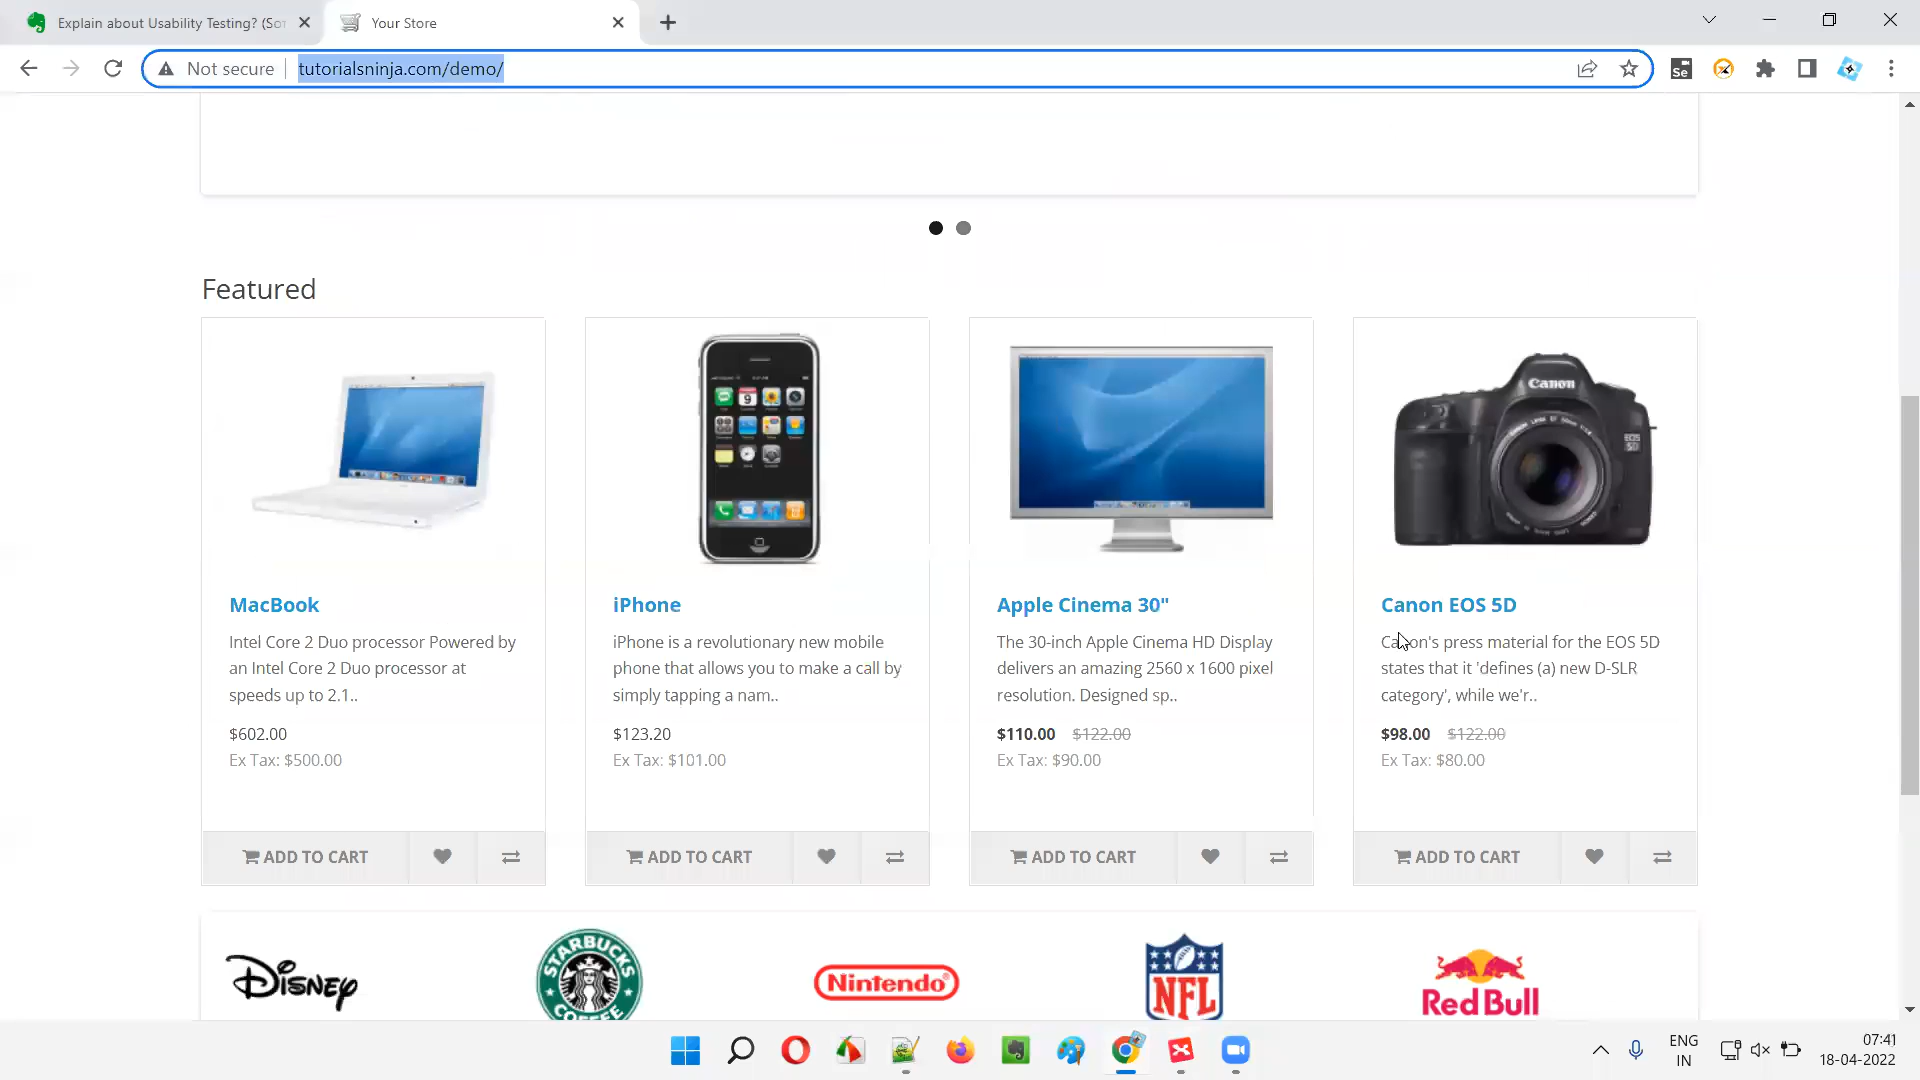 Explain about Usability Testing? (So
Your Store
Not secure
tutorialsninja.com/demo/
Se
Featured
Canon
EOS
5D
MacBook
Intel Core 2 Duo processor Powered by
an Intel Core 2 Duo processor at
speeds up to 2.1..
$602.00
Ex Tax: $500.00
ADD TO CART
iPhone
iPhone is a revolutionary new mobile
phone that allows you to make a call by
simply tapping a nam..
$123.20
Ex Tax: $101.00
ADD TO CART
Apple Cinema 30"
The 30-inch Apple Cinema HD Display
delivers an amazing 2560 x 1600 pixel
resolution. Designed sp..
$110.00 $122.00
Ex Tax: $90.00
ADD TO CART
Canon EOS 5D
Canon's press material for the EOS 5D
states that it 'defines (a) new D-SLR
category', while we'r..
$98.00 $122.00
Ex Tax: $80.00
ADD TO CART
Disney
STARBUCKS
COFFEE
Nintendo
NFL
Red Bull
ENG
IN
07:41
18-04-2022